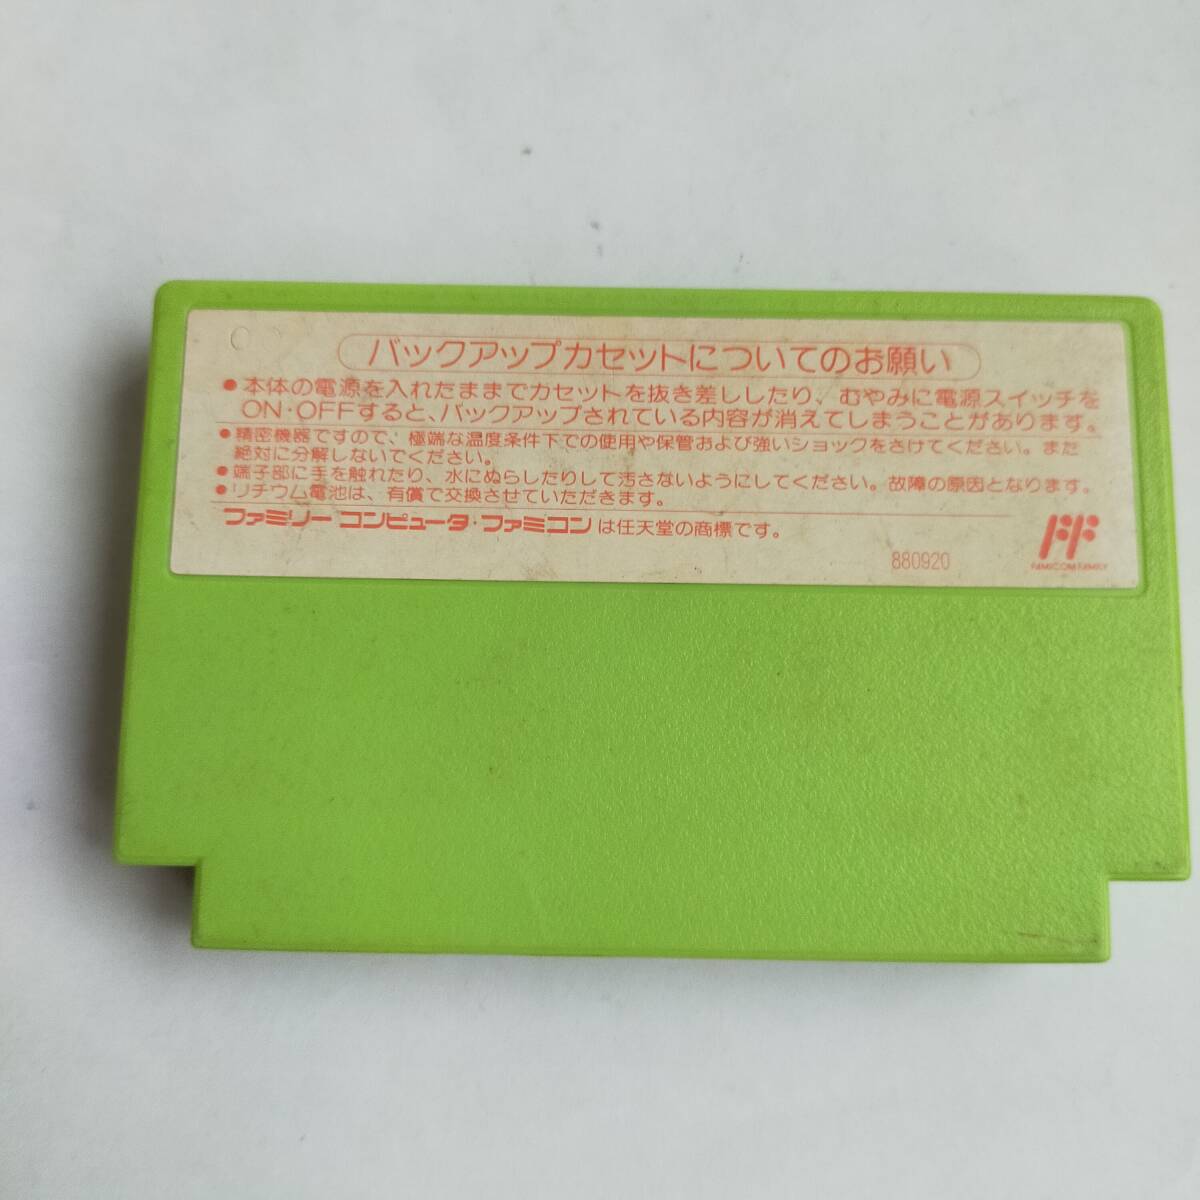 バックアップカセットについてのお願い
●本体の電源を入れたままでカセットを抜き差ししたり、むやみに電源スイッチを
ON・OFFすると、バックアップされている内容が消えてしまうことがあります。
●精密機器ですので、極端な温度条件下での使用や保管および強いショックをさけてください。また
絶対に分解しないでください。
●端子部に手を触れたり、水にぬらしたりして汚さないようにしてください。故障の原因となります。
●リチウム電池は、有償で交換させていただきます。
ファミリーコンピュータ・ファミコンは任天堂の商標です。
880920
FAMICOM FAMILY